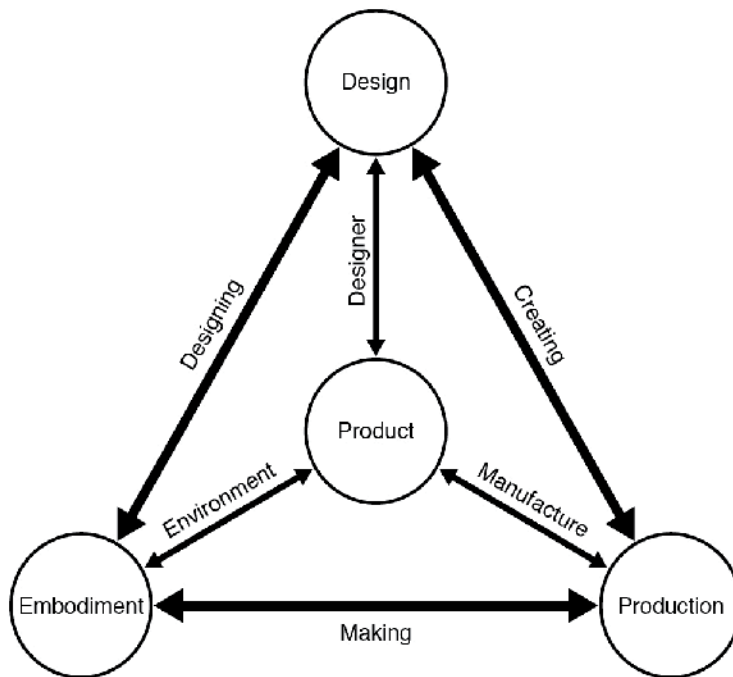 Design
Designing
Designer
Creating
Product
Environment
Manufacture
Embodiment
Production
Making